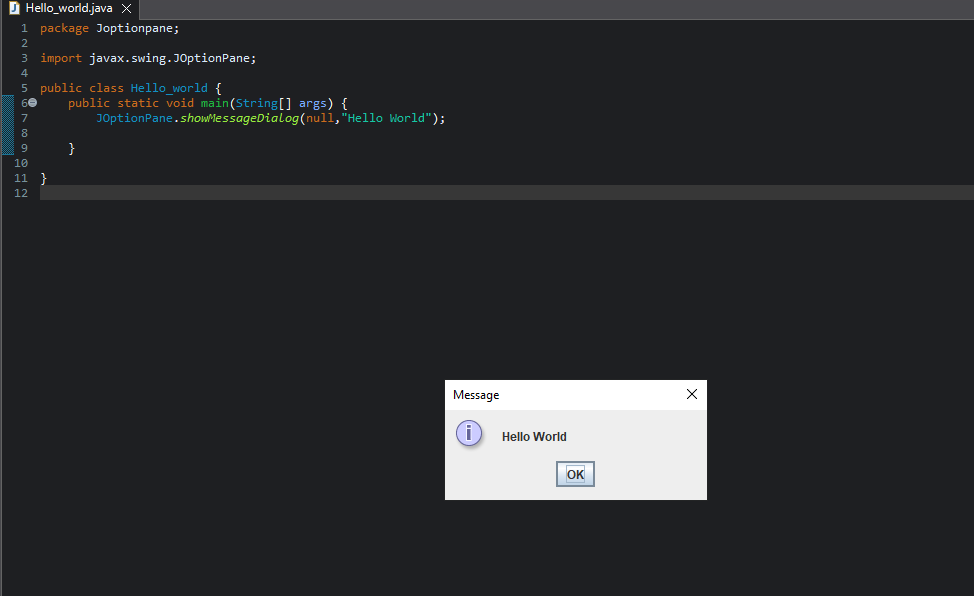 Hello_world.java
1 package Joptionpane;
2
3 import javax.swing.JOptionPane;
4
5 public class Hello_world {
6 public static void main(String[] args) {
7 JOptionPane.showMessageDialog(null,"Hello World");
8
9 }
10
11 }
12
Message
i
Hello World
OK